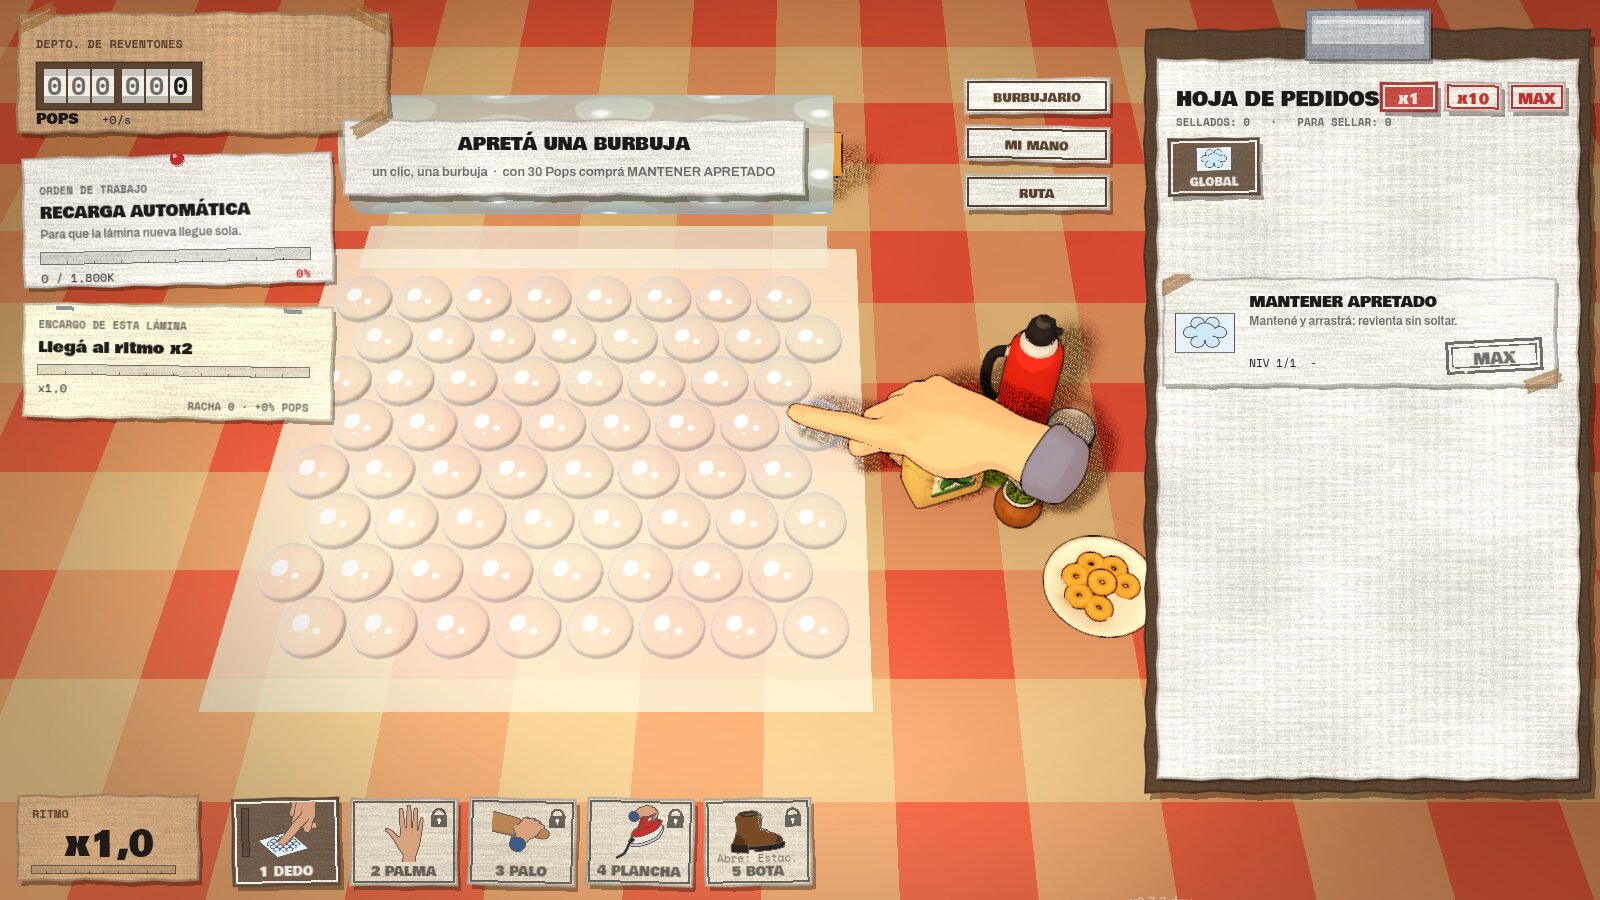 DEPTO. DE REVENTONES
000 000
POPS +0/s
ORDEN DE TRABAJO
RECARGA AUTOMÁTICA
Para que la lámina nueva llegue sola.
0 / 1.800K 0%
ENCARGO DE ESTA LÁMINA
Llegá al ritmo x2
x1.0
RACHA 0 · +0% POPS
APRETÁ UNA BURBUJA
un clic, una burbuja · con 30 Pops comprá MANTENER APRETADO
BURBUJARIO
MI MANO
RUTA
HOJA DE PEDIDOS x1 x10 MAX
SELLADOS: 0 · PARA SELLAR: 0
GLOBAL
MANTENER APRETADO
Mantené y arrastrá: revienta sin soltar.
NIV 1/1 -
MAX
RITMO
x1,0
1 DEDO
2 PALMA
3 PALO
4 PLANCHA
Abre: Estac.
5 BOTA